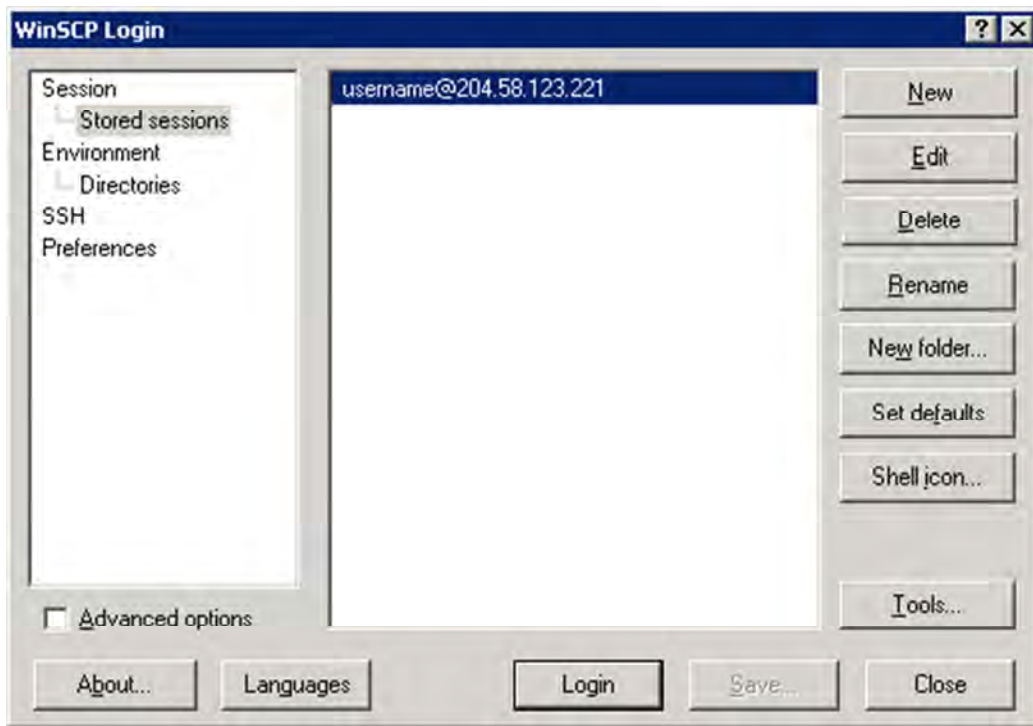 WinSCP Login
Session
Stored sessions
Environment
Directories
SSH
Preferences
username@204.58.123.221
New
Edit
Delete
Rename
New folder...
Set defaults
Shell icon...
Tools...
Advanced options
About...
Languages
Login
Save...
Close